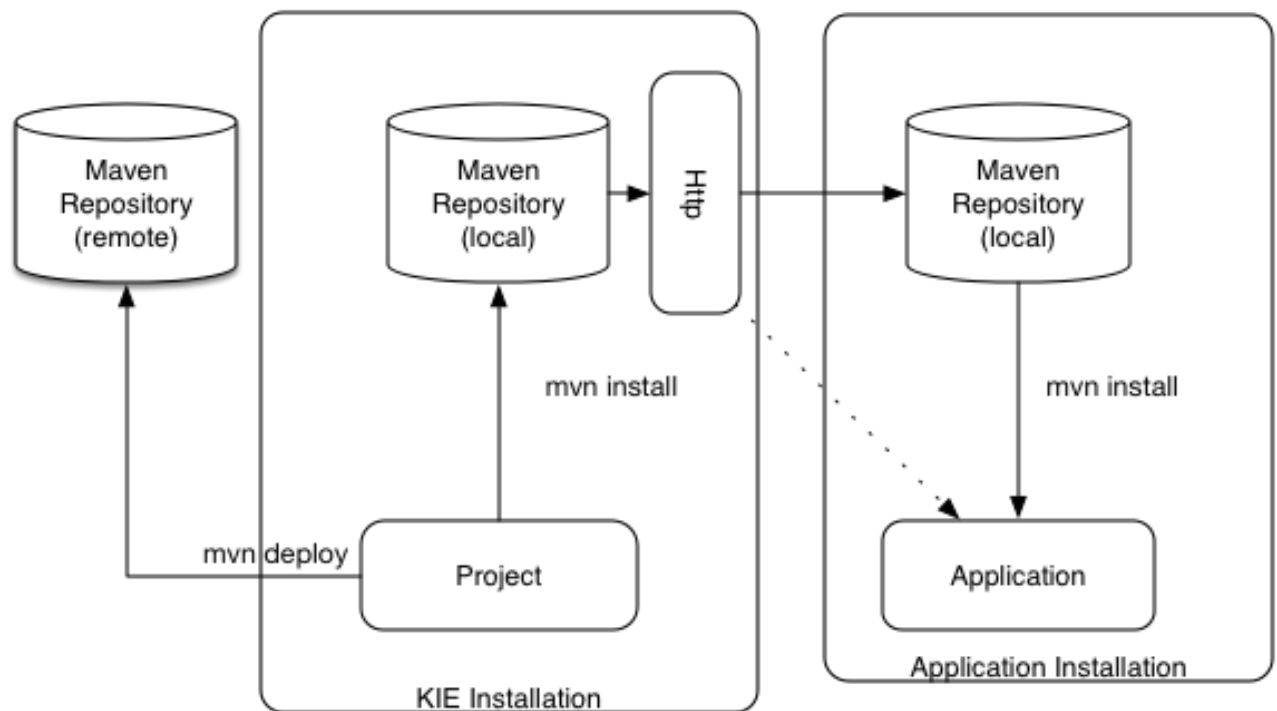 Maven
Repository
(remote)
Maven
Repository
(local)
Http
Maven
Repository
(local)
mvn install
mvn install
mvn deploy
Project
Application
Application Installation
KIE Installation